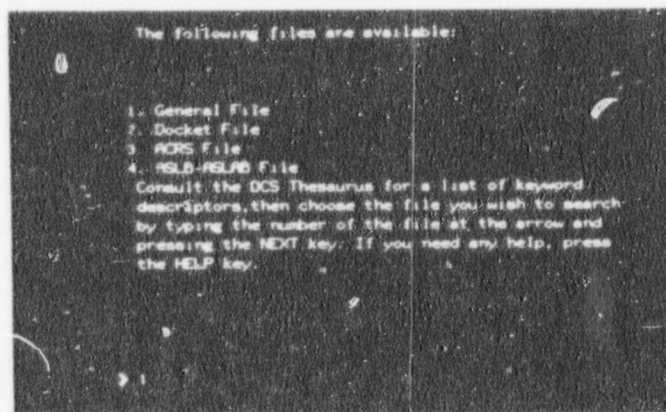 The following files are available:
1. General File
2. Docket File
3 ACRS File
4. ASLB-ASLAB File
Consult the DCS Thesaurus for a list of keyword
descriptors,then choose the file you wish to search
by typing the number of the file at the arrow and
pressing the NEXT key. If you need any help, press
the HELP key.
> 1